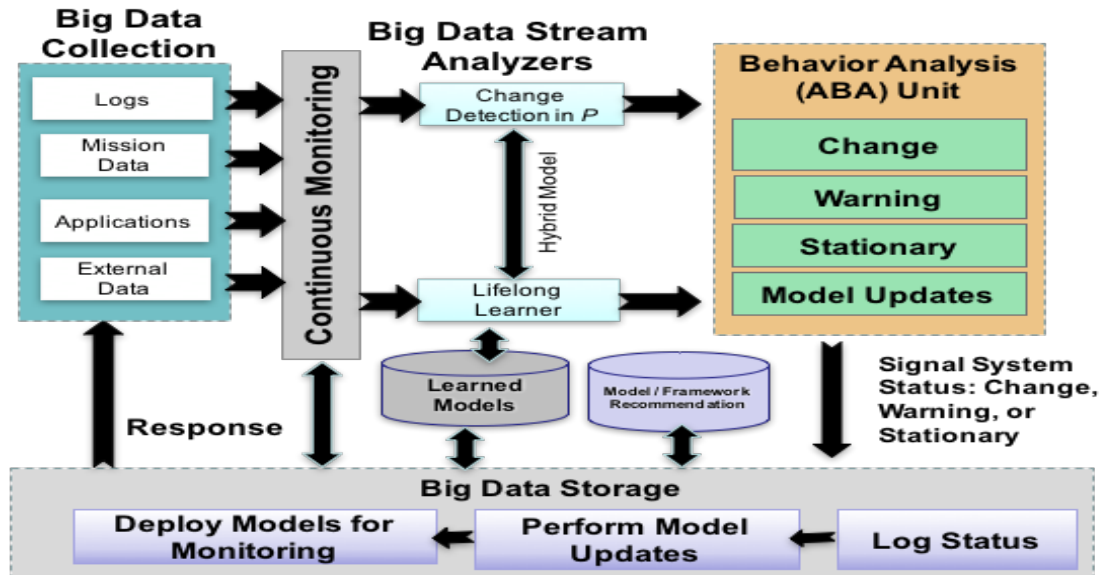 Big Data
Collection
Logs
Mission
Data
Applications
External
Data
Continuous Monitoring
Big Data Stream
Analyzers
Change
Detection in P
Hybrid Model
Lifelong
Learner
Learned
Models
Model / Framework
Recommendation
Behavior Analysis
(ABA) Unit
Change
Warning
Stationary
Model Updates
Signal System
Status: Change,
Warning, or
Stationary
Response
Big Data Storage
Deploy Models for
Monitoring
Perform Model
Updates
Log Status